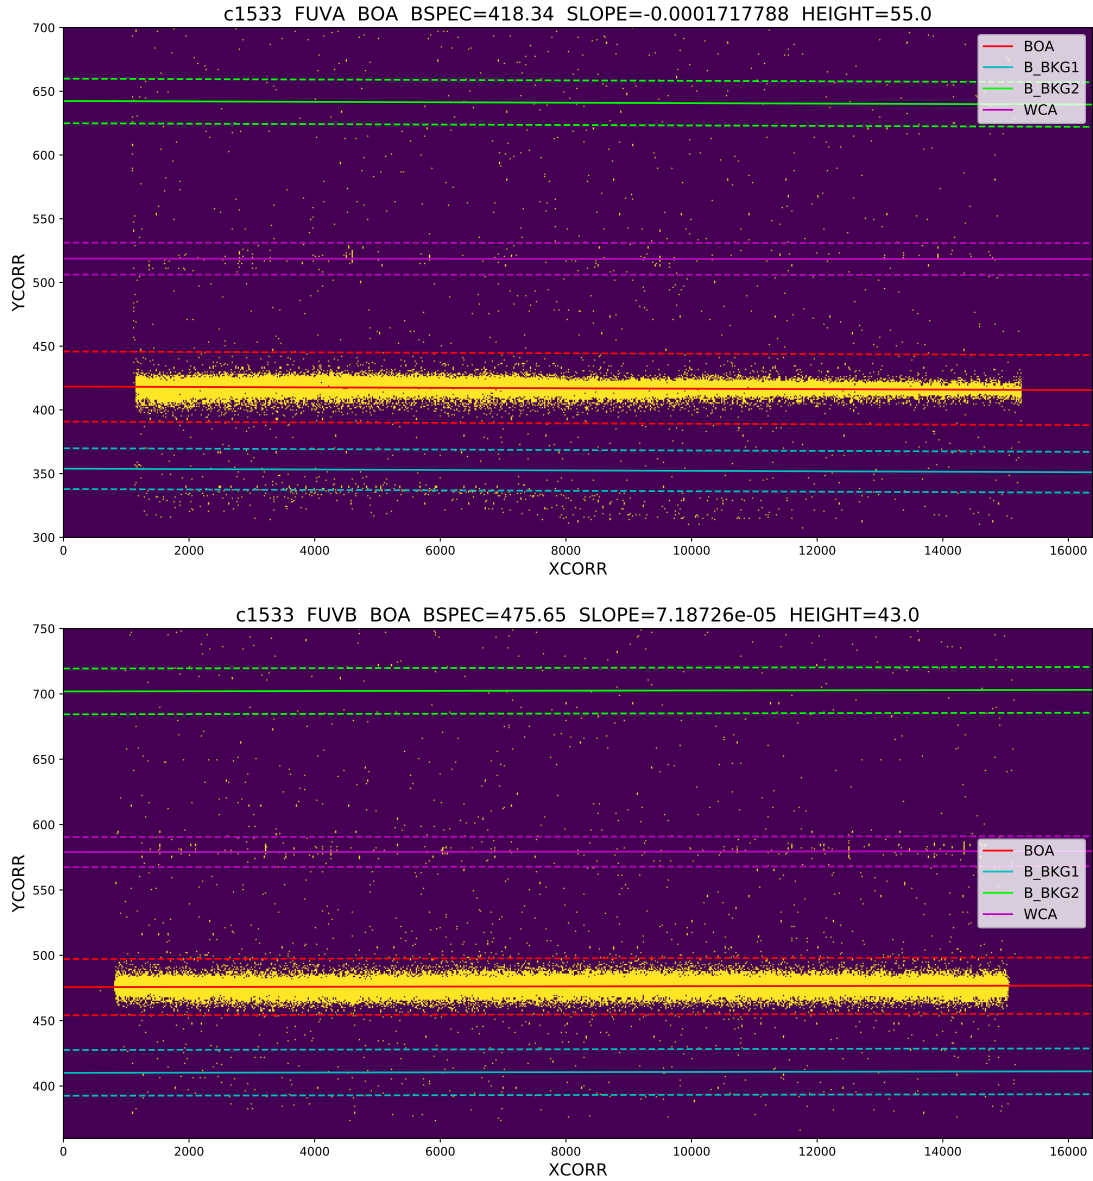 c1533 FUVA BOA BSPEC=418.34 SLOPE=-0.0001717788 HEIGHT=55.0
700
650
600
550
500
450
400
350
300
YCORR
BOA
B_BKG1
B_BKG2
WCA
0 2000 4000 6000 8000 10000 12000 14000 16000
XCORR
c1533 FUVB BOA BSPEC=475.65 SLOPE=7.18726e-05 HEIGHT=43.0
750
700
650
600
550
500
450
400
YCORR
BOA
B_BKG1
B_BKG2
WCA
0 2000 4000 6000 8000 10000 12000 14000 16000
XCORR